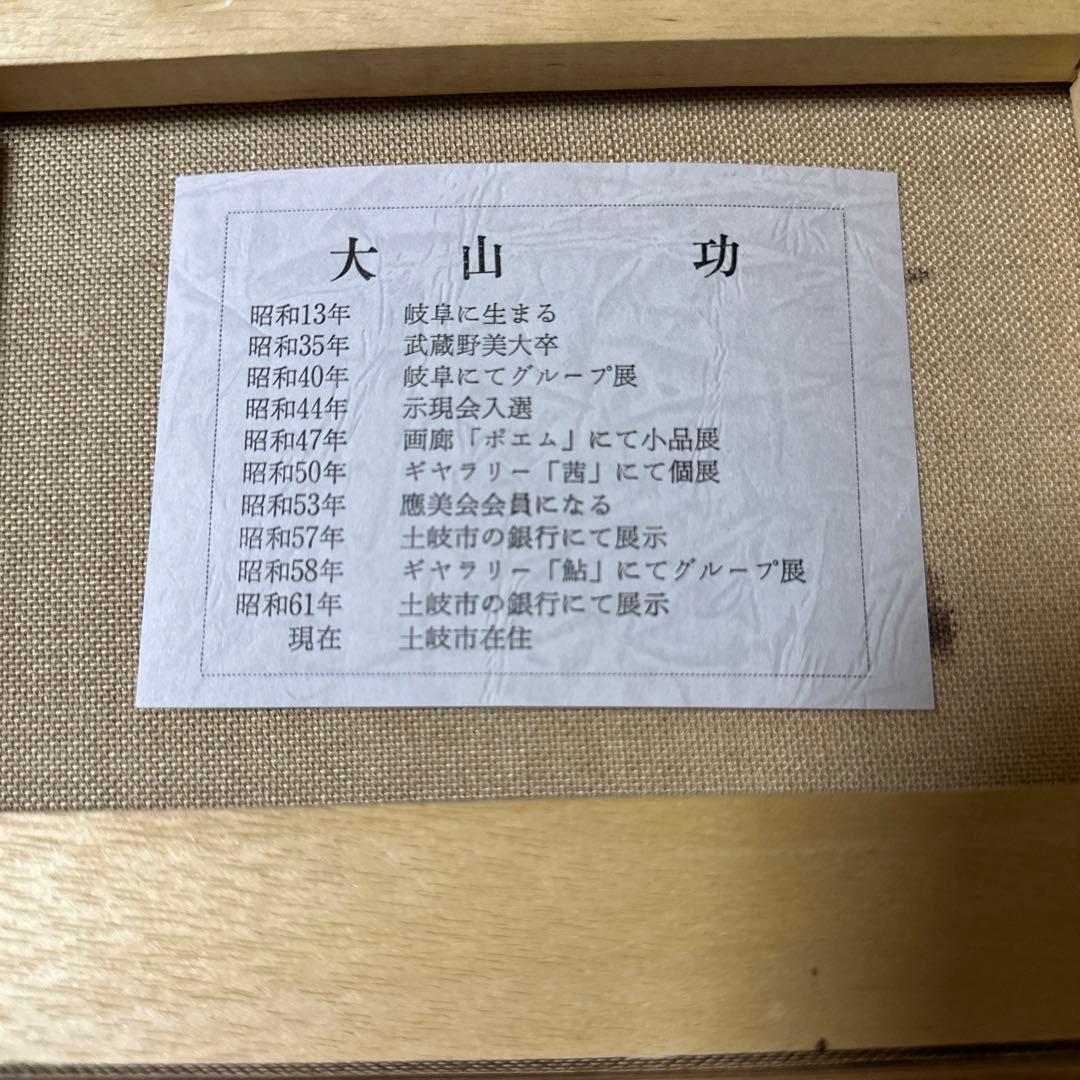 大山　功
昭和13年　岐阜に生まる
昭和35年　武蔵野美大卒
昭和40年　岐阜にてグループ展
昭和44年　示現会入選
昭和47年　画廊「ポエム」にて小品展
昭和50年　ギヤラリー「茜」にて個展
昭和53年　應美会会員になる
昭和57年　土岐市の銀行にて展示
昭和58年　ギヤラリー「鮎」にてグループ展
昭和61年　土岐市の銀行にて展示
現在　土岐市在住